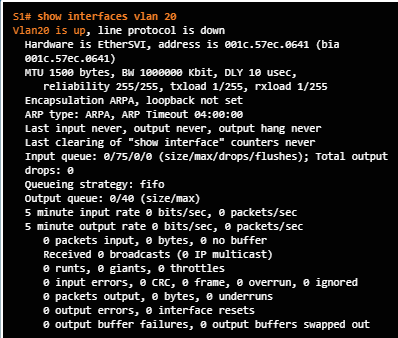 S1# show interfaces vlan 20
Vlan20 is up, line protocol is down
Hardware is EtherSVI, address is 001c.57ec.0641 (bia
001c.57ec.0641)
MTU 1500 bytes, BW 1000000 Kbit, DLY 10 usec,
reliability 255/255, txload 1/255, rxload 1/255
Encapsulation ARPA, loopback not set
ARP type: ARPA, ARP Timeout 04:00:00
Last input never, output never, output hang never
Last clearing of "show interface" counters never
Input queue: 0/75/0/0 (size/max/drops/flushes); Total output
drops: 0
Queueing strategy: fifo
Output queue: 0/40 (size/max)
5 minute input rate 0 bits/sec, 0 packets/sec
5 minute output rate 0 bits/sec, 0 packets/sec
0 packets input, 0 bytes, 0 no buffer
Received 0 broadcasts (0 IP multicast)
0 runts, 0 giants, 0 throttles
0 input errors, 0 CRC, 0 frame, 0 overrun, 0 ignored
0 packets output, 0 bytes, 0 underruns
0 output errors, 0 interface resets
0 output buffer failures, 0 output buffers swapped out